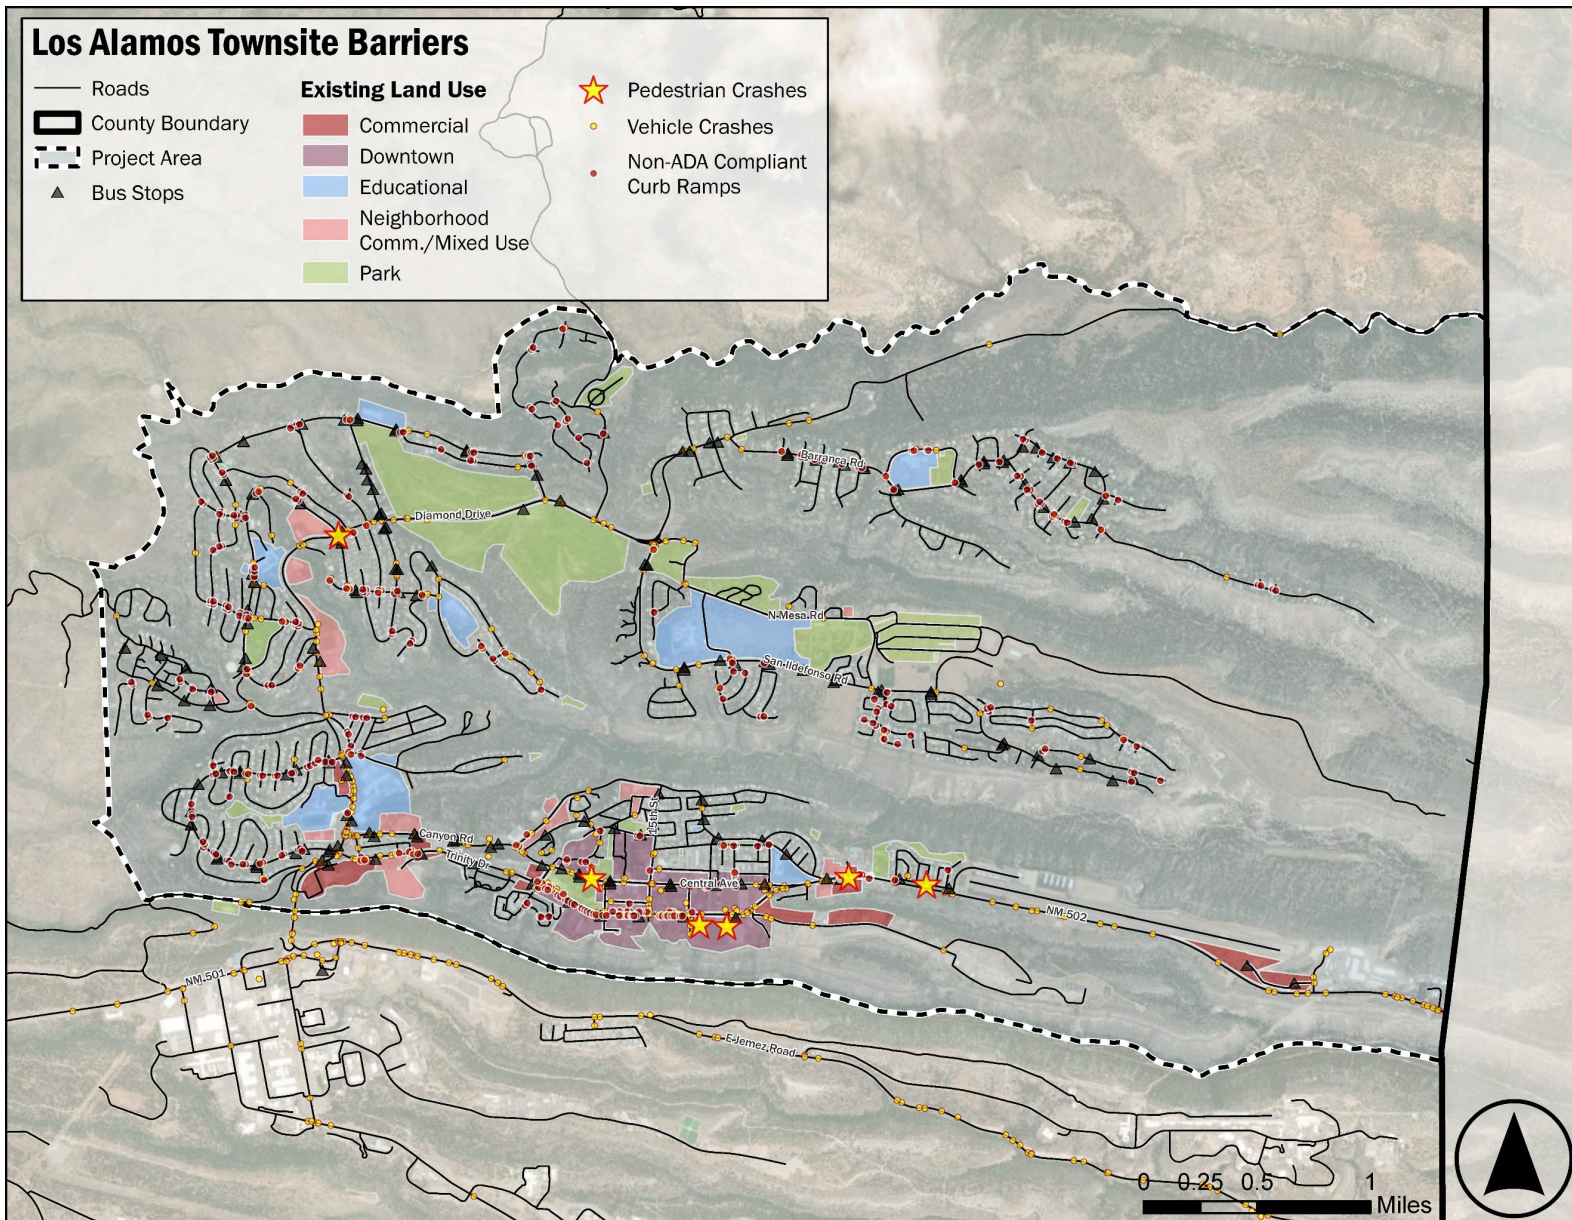 Los Alamos Townsite Barriers
Roads
County Boundary
Project Area
Bus Stops
Existing Land Use
Commercial
Downtown
Educational
Neighborhood
Comm./Mixed Use
Park
Pedestrian Crashes
Vehicle Crashes
Non-ADA Compliant
Curb Ramps
Barranca Rd
Diamond Drive
N Mesa Rd
San Ildefonso Rd
15th St
Canyon Rd
Trinity Dr
Central Ave
NM 502
NM 501
E Jemez Road
0 0.25 0.5 1
Miles